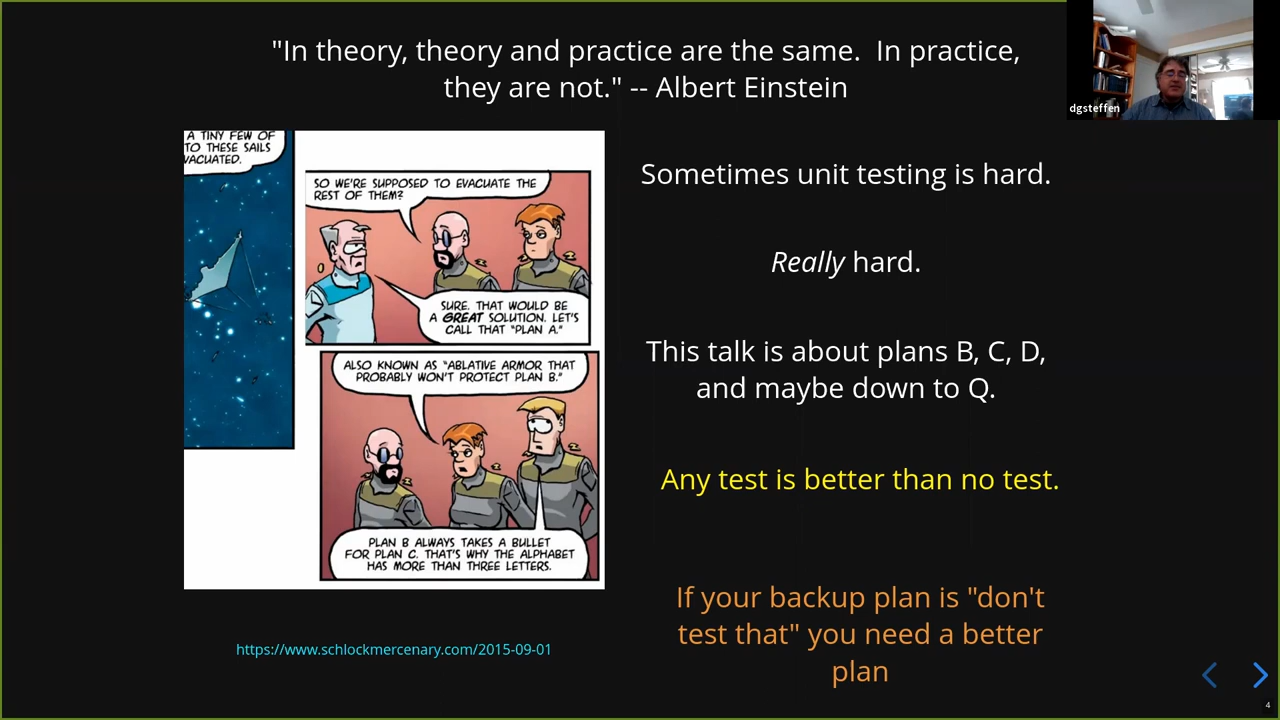 "In theory, theory and practice are the same.  In practice,
they are not." -- Albert Einstein
dgsteffen
A TINY FEW OF
TO THESE SAILS
VACUATED.
SO WE'RE SUPPOSED TO EVACUATE THE
REST OF THEM?
SURE. THAT WOULD BE
A GREAT SOLUTION. LET'S
CALL THAT "PLAN A."
ALSO KNOWN AS "ABLATIVE ARMOR THAT
PROBABLY WON'T PROTECT PLAN B."
PLAN B ALWAYS TAKES A BULLET
FOR PLAN C. THAT'S WHY THE ALPHABET
HAS MORE THAN THREE LETTERS.
https://www.schlockmercenary.com/2015-09-01
Sometimes unit testing is hard.
Really hard.
This talk is about plans B, C, D,
and maybe down to Q.
Any test is better than no test.
If your backup plan is "don't
test that" you need a better
plan
4